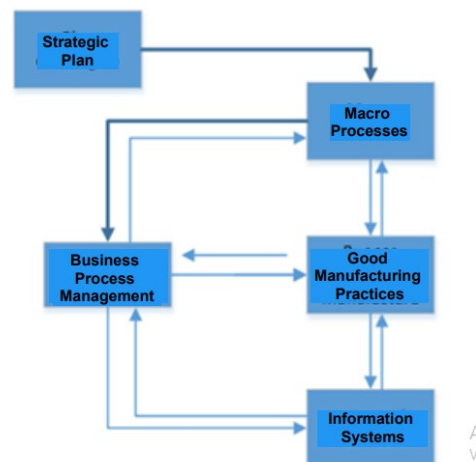 Strategic
Plan
Macro
Processes
Business
Process
Management
Good
Manufacturing
Practices
Information
Systems